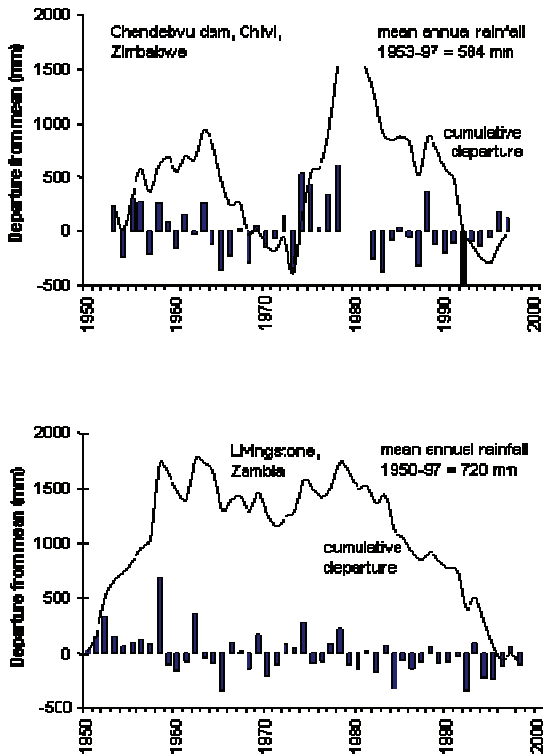 Chendebvu dam, Chivi,
Zimbabwe
mean annual rainfall
1953-97 = 584 mm
cumulative
departure
Departure from mean (mm)
2000
1500
1000
500
0
-500
1950
1960
1970
1980
1990
2000
Livingstone,
Zambia
mean annual rainfall
1950-97 = 720 mm
cumulative
departure
Departure from mean (mm)
2000
1500
1000
500
0
-500
1950
1960
1970
1980
1990
2000